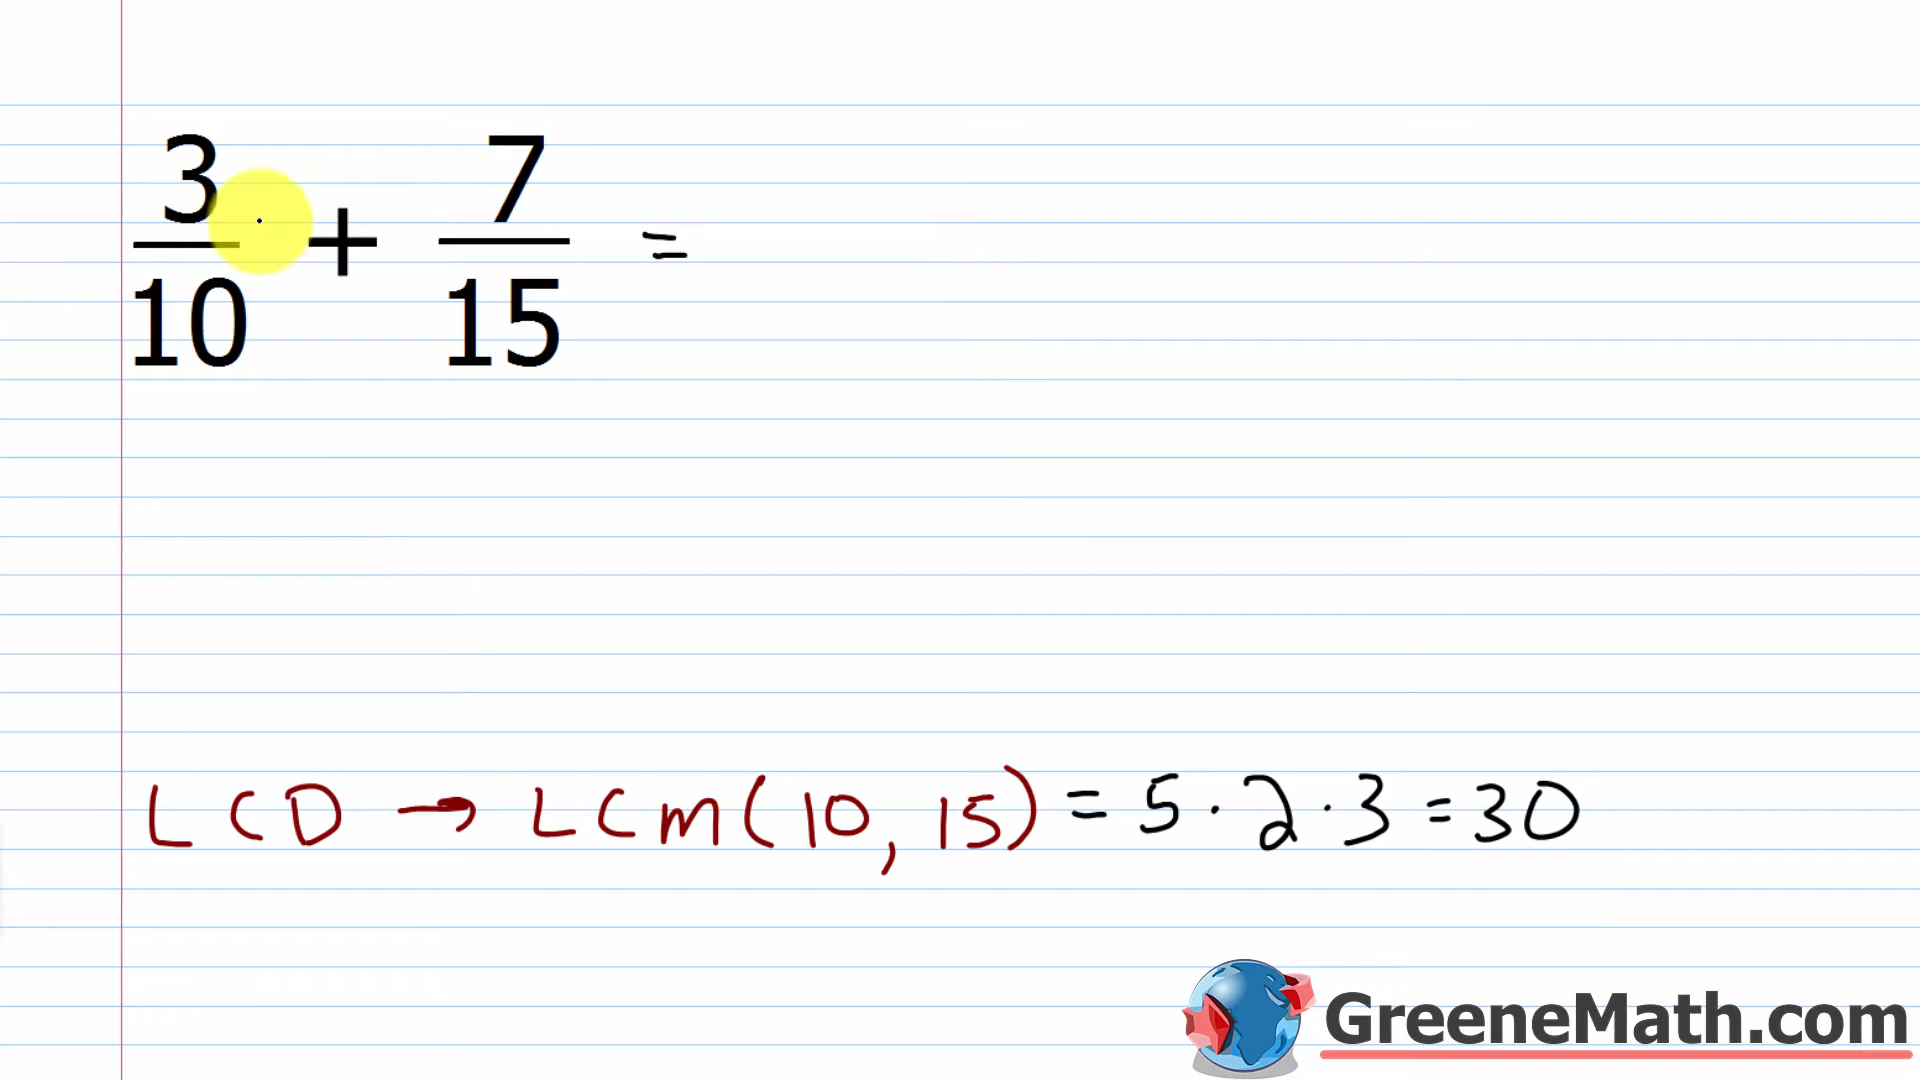 3/10 + 7/15 =
LCD → LCM(10, 15) = 5 · 2 · 3 = 30
GreeneMath.com